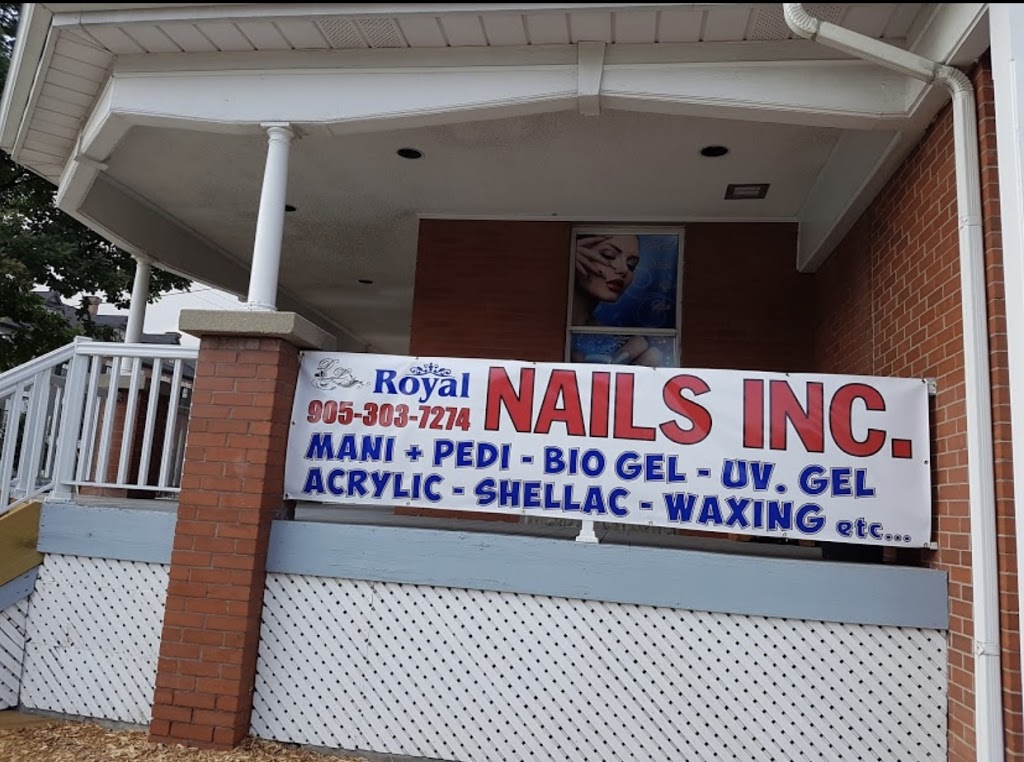 Royal NAILS INC.
905-303-7274
MANI + PEDI - BIO GEL - UV. GEL
ACRYLIC - SHELLAC - WAXING etc...